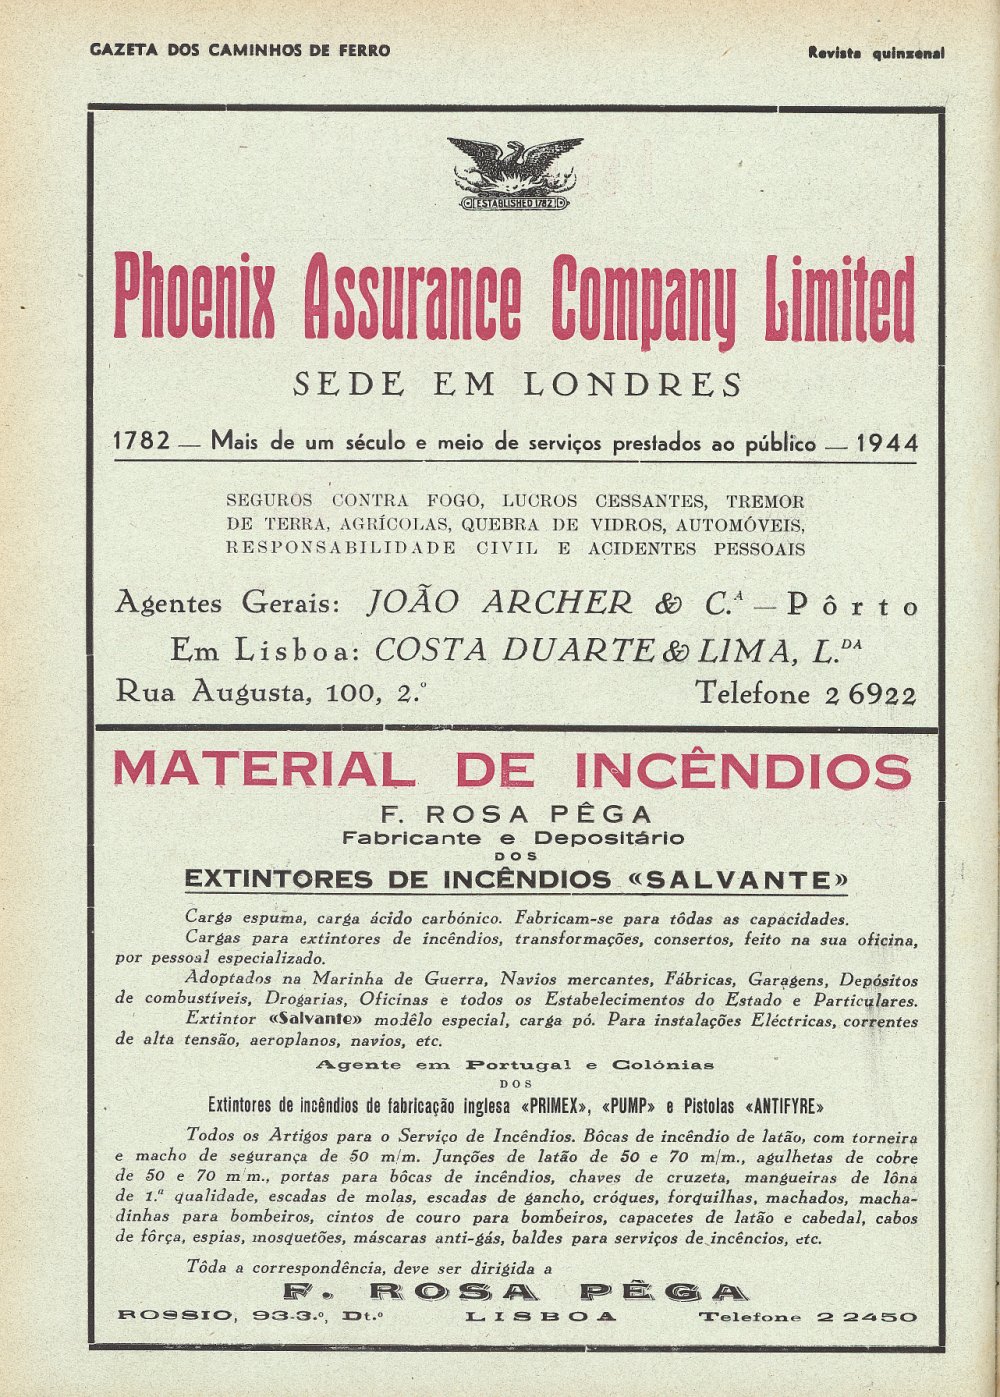 GAZETA DOS CAMINHOS DE FERRO
Revista quinzenal
ESTABLISHED 1782
Phoenix Assurance Company Limited
SEDE EM LONDRES
1782 — Mais de um século e meio de serviços prestados ao público — 1944
SEGUROS CONTRA FOGO, LUCROS CESSANTES, TREMOR
DE TERRA, AGRÍCOLAS, QUEBRA DE VIDROS, AUTOMÓVEIS,
RESPONSABILIDADE CIVIL E ACIDENTES PESSOAIS
Agentes Gerais: JOÃO ARCHER & C.ᴬ — Pôrto
Em Lisboa: COSTA DUARTE & LIMA, L.ᴰᴬ
Rua Augusta, 100, 2.º
Telefone 2 6922
MATERIAL DE INCÊNDIOS
F. ROSA PÊGA
Fabricante e Depositário
DOS
EXTINTORES DE INCÊNDIOS «SALVANTE»
Carga espuma, carga ácido carbónico. Fabricam-se para tôdas as capacidades.
Cargas para extintores de incêndios, transformações, consertos, feito na sua oficina,
por pessoal especializado.
Adoptados na Marinha de Guerra, Navios mercantes, Fábricas, Garagens, Depósitos
de combustíveis, Drogarias, Oficinas e todos os Estabelecimentos do Estado e Particulares.
Extintor «Salvante» modêlo especial, carga pó. Para instalações Eléctricas, correntes
de alta tensão, aeroplanos, navios, etc.
Agente em Portugal e Colónias
DOS
Extintores de incêndios de fabricação inglesa «PRIMEX», «PUMP» e Pistolas «ANTIFYRE»
Todos os Artigos para o Serviço de Incêndios. Bôcas de incêndio de latão, com torneira
e macho de segurança de 50 m/m. Junções de latão de 50 e 70 m/m., agulhetas de cobre
de 50 e 70 m m., portas para bôcas de incêndios, chaves de cruzeta, mangueiras de lôna
de 1.ª qualidade, escadas de molas, escadas de gancho, cróques, forquilhas, machados, macha-
dinhas para bombeiros, cintos de couro para bombeiros, capacetes de latão e cabedal, cabos
de fôrça, espias, mosquetões, máscaras anti-gás, baldes para serviços de incêncios, etc.
Tôda a correspondência, deve ser dirigida a
F. ROSA PÊGA
ROSSIO, 93-3.º, Dt.º
LISBOA
Telefone 2 2450